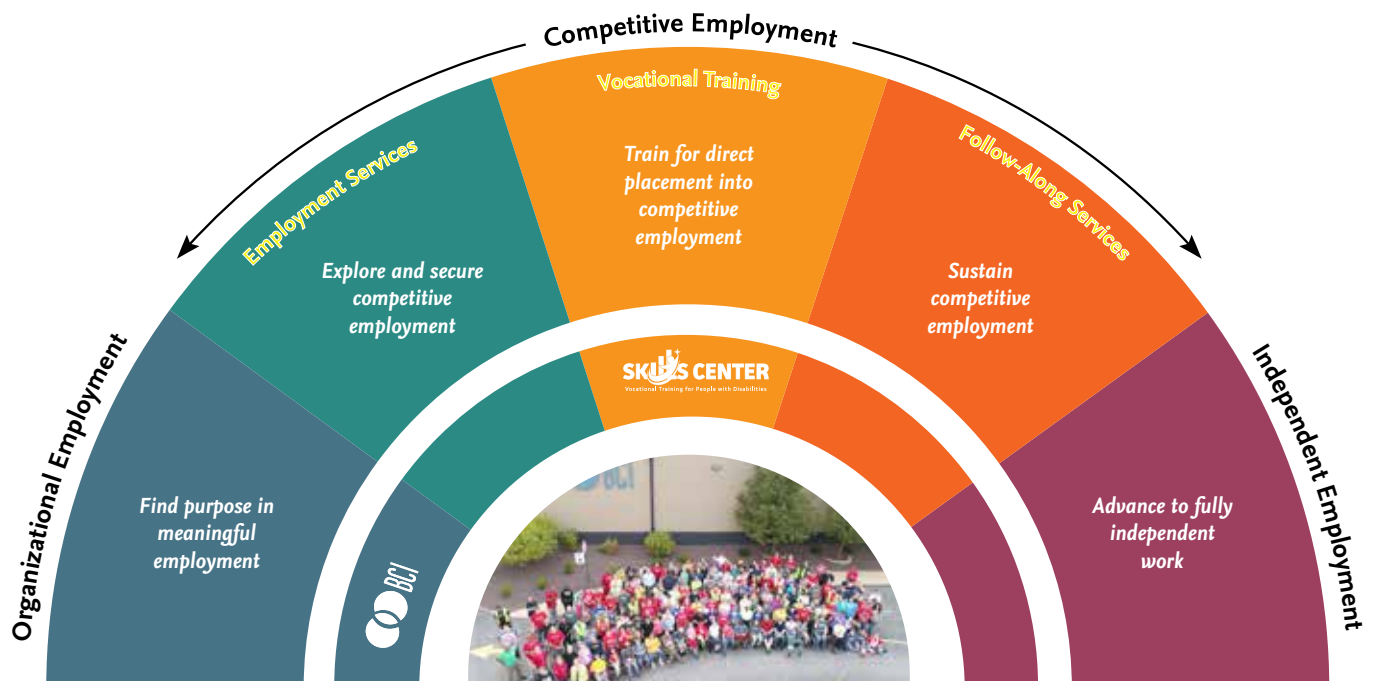 Competitive Employment
Vocational Training
Train for direct
placement into
competitive
employment
Employment Services
Explore and secure
competitive
employment
Follow-Along Services
Sustain
competitive
employment
Organizational Employment
Find purpose in
meaningful
employment
Independent Employment
Advance to fully
independent
work
SKILLS CENTER
Vocational Training for People with Disabilities
BCI
BCI